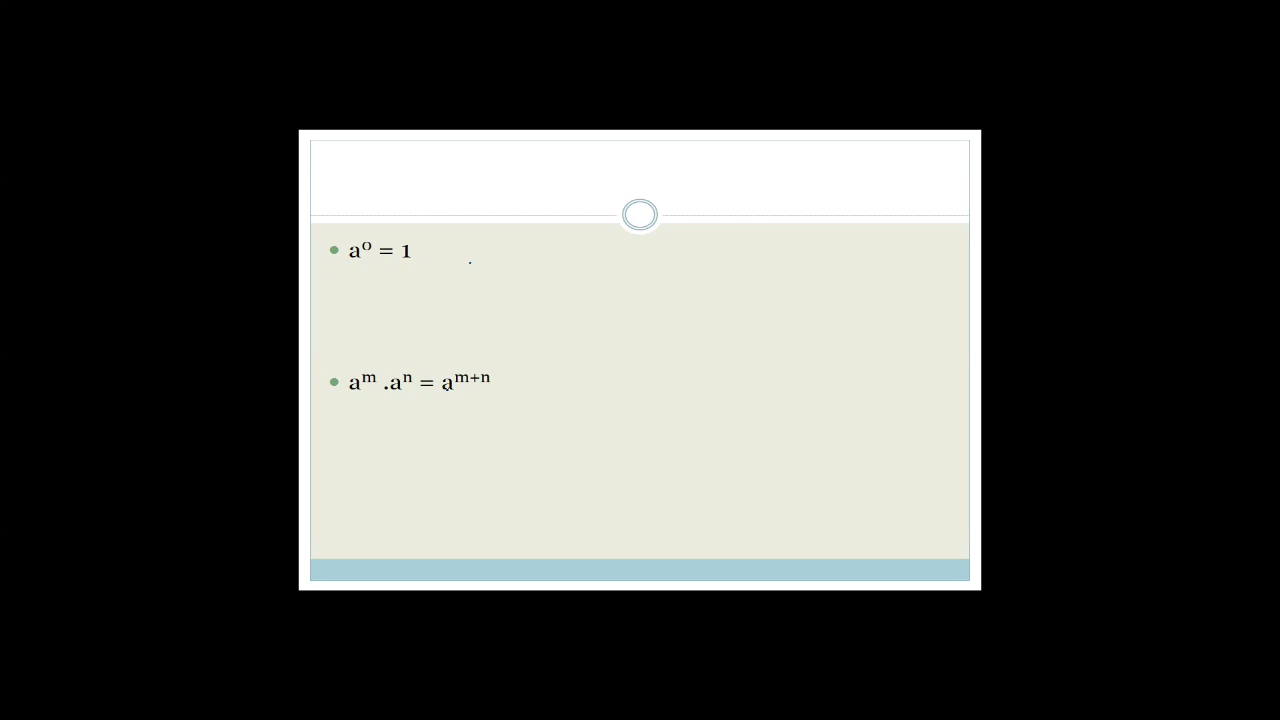 • a⁰ = 1
• aᵐ .aⁿ = aᵐ⁺ⁿ